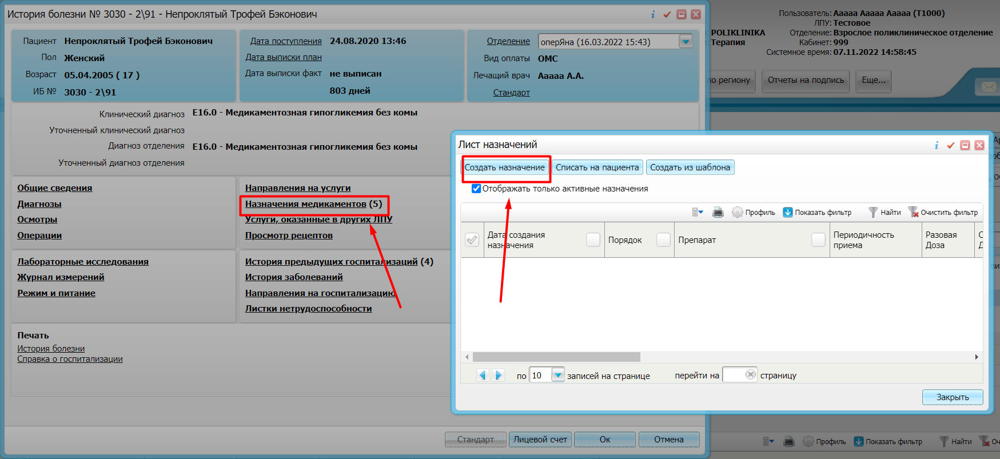 История болезни № 3030 - 2\91 - Непроклятый Трофей Бэконович
Пациент Непроклятый Трофей Бэконович
Пол Женский
Возраст 05.04.2005 ( 17 )
ИБ № 3030 - 2\91
Дата поступления 24.08.2020 13:46
Дата выписки план
Дата выписки факт не выписан
803 дней
Отделение оперЯна (16.03.2022 15:43)
Вид оплаты ОМС
Лечащий врач Ааааа А.А.
Стандарт
Пользователь: Ааааа Ааааа Ааааа (Т1000)
ЛПУ: Тестовое
POLIKLINIKA Отделение: Взрослое поликлиническое отделение
Терапия Кабинет: 999
Системное время: 07.11.2022 14:58:45
по региону
Отчеты на подпись
Еще...
Клинический диагноз E16.0 - Медикаментозная гипогликемия без комы
Уточненный клинический диагноз
Диагноз отделения E16.0 - Медикаментозная гипогликемия без комы
Уточненный диагноз отделения
Общие сведения
Диагнозы
Осмотры
Операции
Направления на услуги
Назначения медикаментов (5)
Услуги, оказанные в других ЛПУ
Просмотр рецептов
Лабораторные исследования
Журнал измерений
Режим и питание
История предыдущих госпитализаций (4)
История заболеваний
Направления на госпитализацию
Листки нетрудоспособности
Печать
История болезни
Справка о госпитализации
Стандарт
Лицевой счет
Ок
Отмена
Лист назначений
Создать назначение
Списать на пациента
Создать из шаблона
Отображать только активные назначения
Профиль
Показать фильтр
Найти
Очистить фильтр
Дата создания
назначения
Порядок
Препарат
Периодичность
приема
Разовая
Доза
по 10 записей на странице
перейти на страницу
Закрыть
Профиль
Показать фильтр
Найти